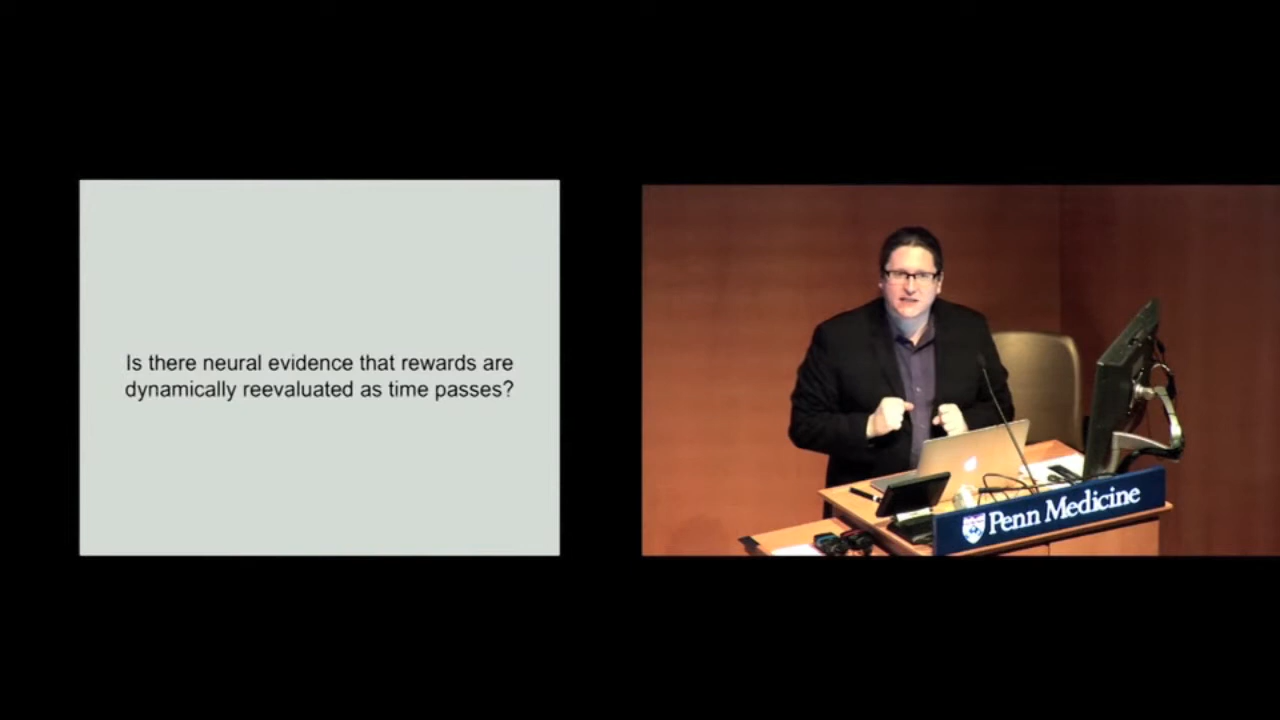 Is there neural evidence that rewards are
dynamically reevaluated as time passes?
Penn Medicine